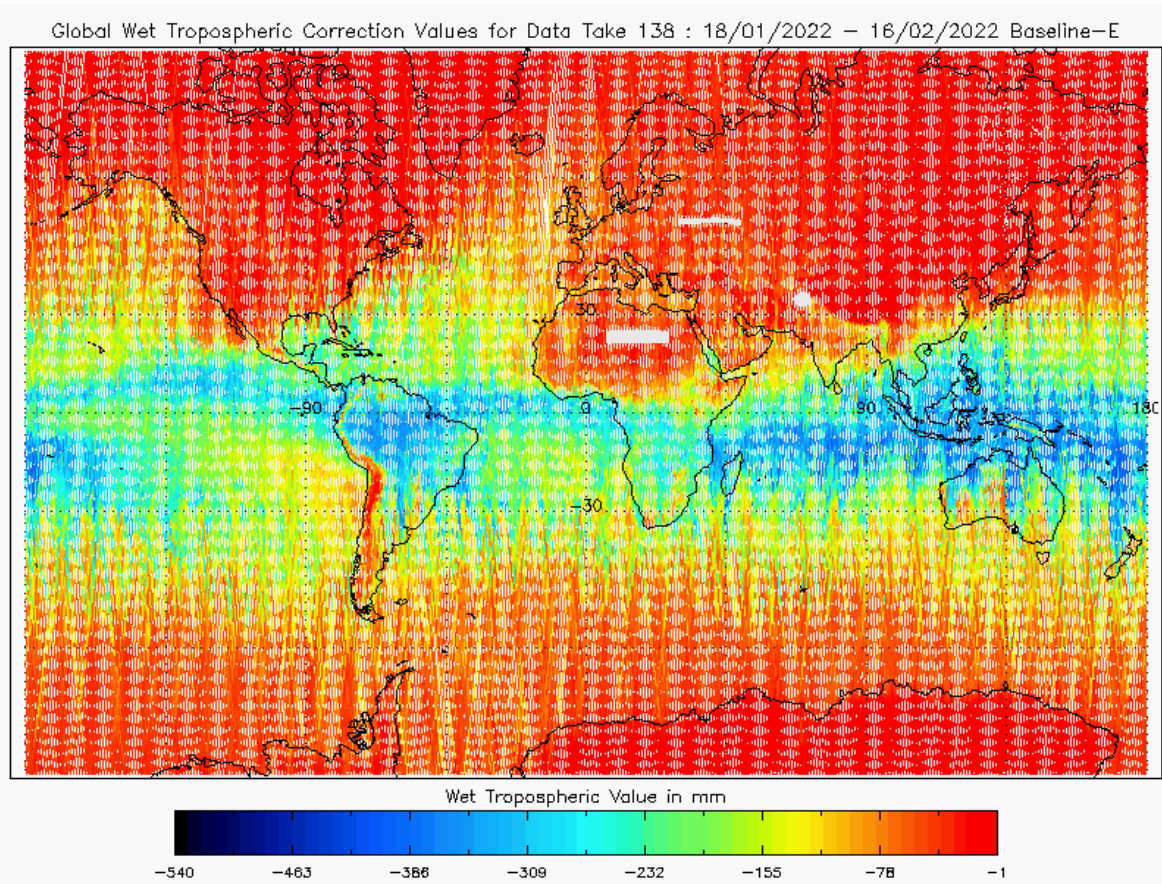 Global Wet Tropospheric Correction Values for Data Take 138 : 18/01/2022 − 16/02/2022 Baseline−E
30
−90 0 90 180
−30
Wet Tropospheric Value in mm
−540 −463 −386 −309 −232 −155 −78 −1